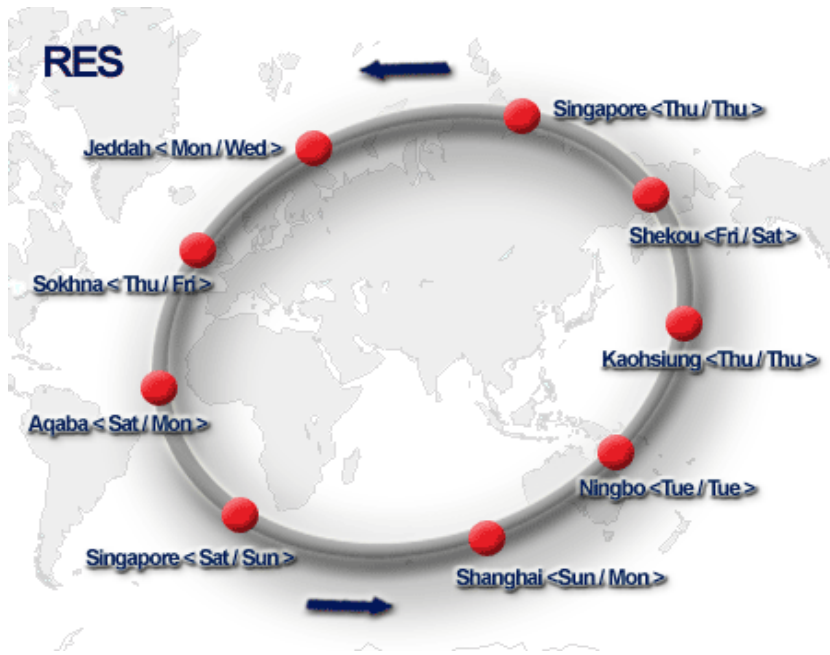 RES
Singapore <Thu / Thu >
Jeddah < Mon / Wed >
Shekou <Fri / Sat >
Sokhna < Thu / Fri >
Kaohsiung <Thu / Thu >
Aqaba < Sat / Mon >
Ningbo <Tue / Tue >
Singapore < Sat / Sun >
Shanghai <Sun / Mon >